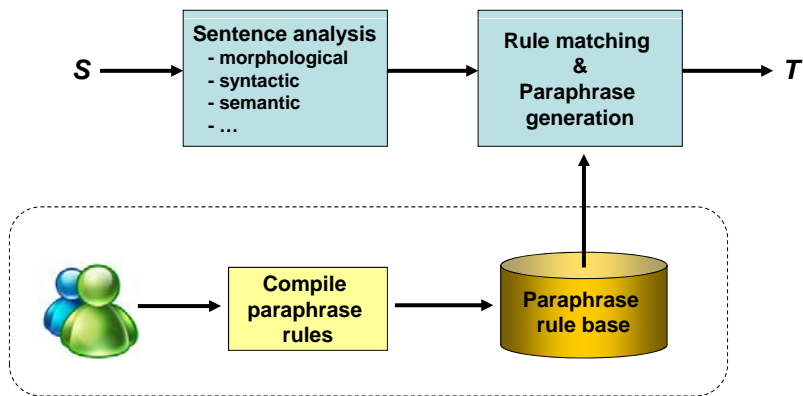 S
Sentence analysis
- morphological
- syntactic
- semantic
- …
Rule matching
&
Paraphrase
generation
T
Compile
paraphrase
rules
Paraphrase
rule base